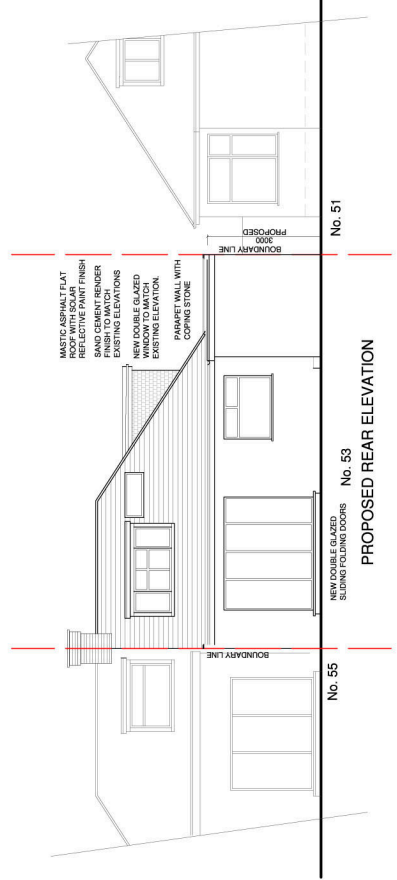 MASTIC ASPHALT FLAT
ROOF WITH SOLAR
REFLECTIVE PAINT FINISH
SAND CEMENT RENDER
FINISH TO MATCH
EXISTING ELEVATIONS
NEW DOUBLE GLAZED
WINDOW TO MATCH
EXISTING ELEVATION.
PARAPET WALL WITH
COPING STONE
BOUNDARY LINE
BOUNDARY LINE
3000
PROPOSED
NEW DOUBLE GLAZED
SLIDING FOLDING DOORS
No. 55
No. 53
No. 51
PROPOSED REAR ELEVATION